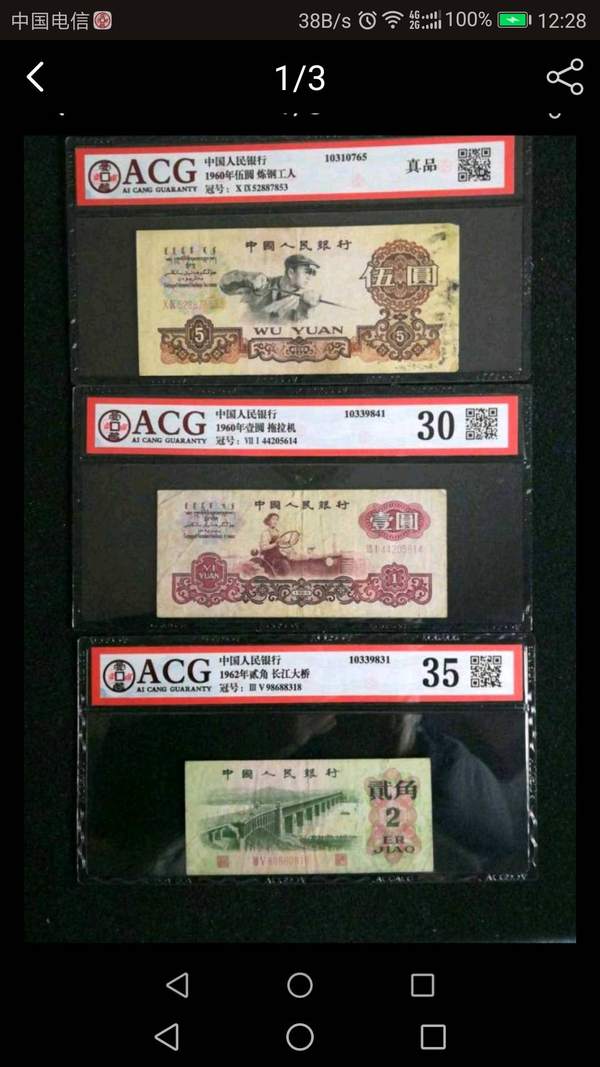 中国电信
38B/s
4G
2G
100%
12:28
1/3
ACG
AI CANG GUARANTY
中国人民银行
10310765
1960年伍圆 炼钢工人
冠号：X IX 52887853
真品
中國人民銀行
伍圓
5
WU YUAN
5
ACG
AI CANG GUARANTY
中国人民银行
10339841
1960年壹圆 拖拉机
冠号：VII I 44205614
30
中國人民銀行
壹圓
VII I 44205614
YI
YUAN
1
ACG
AI CANG GUARANTY
中国人民银行
10339831
1962年贰角 长江大桥
冠号：III V 98688318
35
中國人民銀行
貳角
2
ER
JIAO